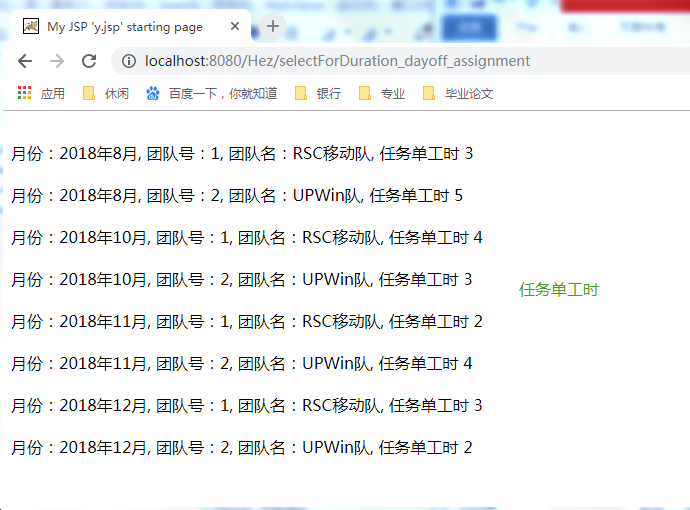 My JSP 'y.jsp' starting page
localhost:8080/Hez/selectForDuration_dayoff_assignment
应用 休闲 百度一下，你就知道 银行 专业 毕业论文
月份：2018年8月, 团队号：1, 团队名：RSC移动队, 任务单工时 3
月份：2018年8月, 团队号：2, 团队名：UPWin队, 任务单工时 5
月份：2018年10月, 团队号：1, 团队名：RSC移动队, 任务单工时 4
月份：2018年10月, 团队号：2, 团队名：UPWin队, 任务单工时 3
任务单工时
月份：2018年11月, 团队号：1, 团队名：RSC移动队, 任务单工时 2
月份：2018年11月, 团队号：2, 团队名：UPWin队, 任务单工时 4
月份：2018年12月, 团队号：1, 团队名：RSC移动队, 任务单工时 3
月份：2018年12月, 团队号：2, 团队名：UPWin队, 任务单工时 2